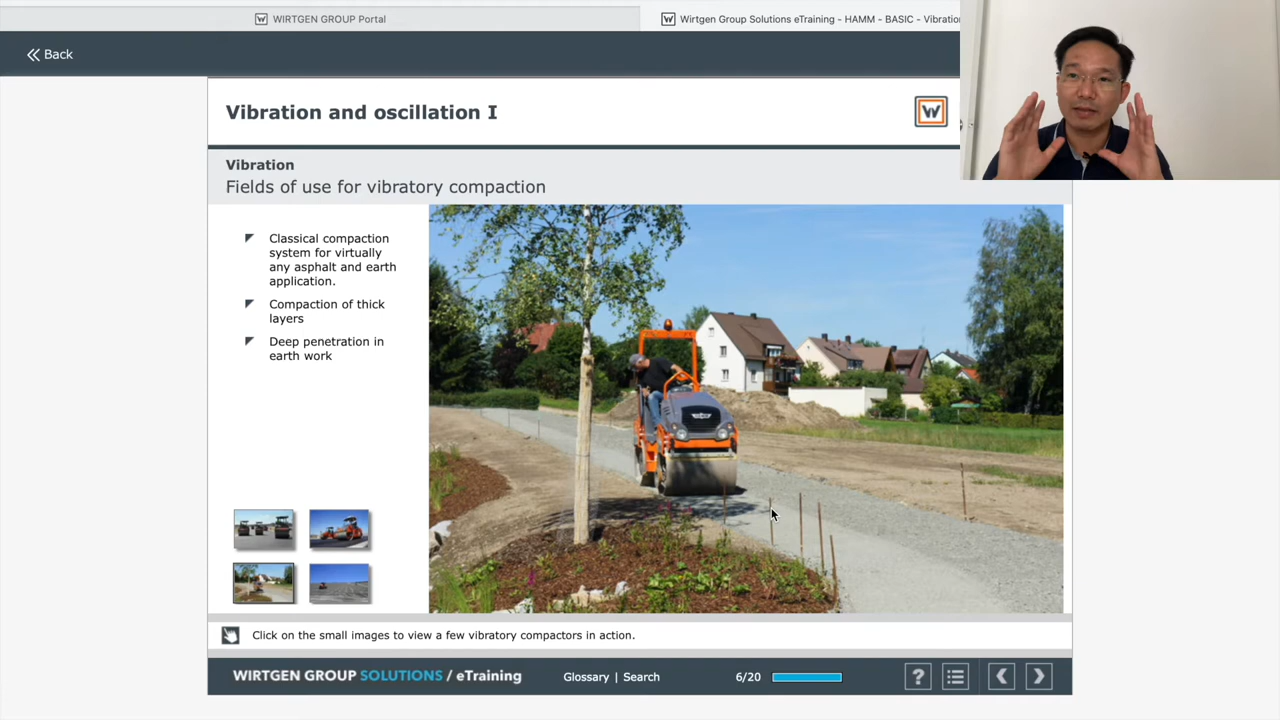 WIRTGEN GROUP Portal
Wirtgen Group Solutions eTraining - HAMM - BASIC - Vibratio
Back
Vibration and oscillation I
W
Vibration
Fields of use for vibratory compaction
Classical compaction
system for virtually
any asphalt and earth
application.
Compaction of thick
layers
Deep penetration in
earth work
Click on the small images to view a few vibratory compactors in action.
WIRTGEN GROUP SOLUTIONS / eTraining
Glossary | Search
6/20
?